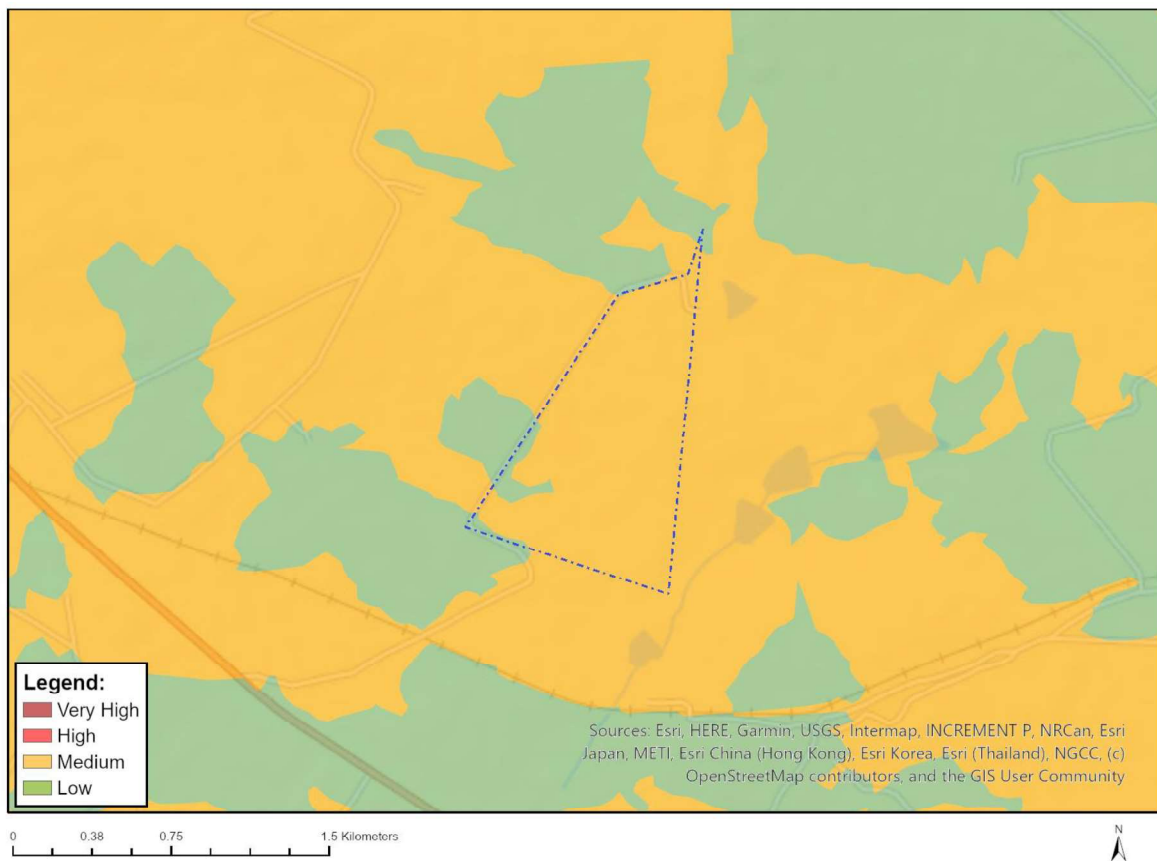 Legend:
Very High
High
Medium
Low
Sources: Esri, HERE, Garmin, USGS, Intermap, INCREMENT P, NRCan, Esri
Japan, METI, Esri China (Hong Kong), Esri Korea, Esri (Thailand), NGCC, (c)
OpenStreetMap contributors, and the GIS User Community
0 0.38 0.75 1.5 Kilometers
N